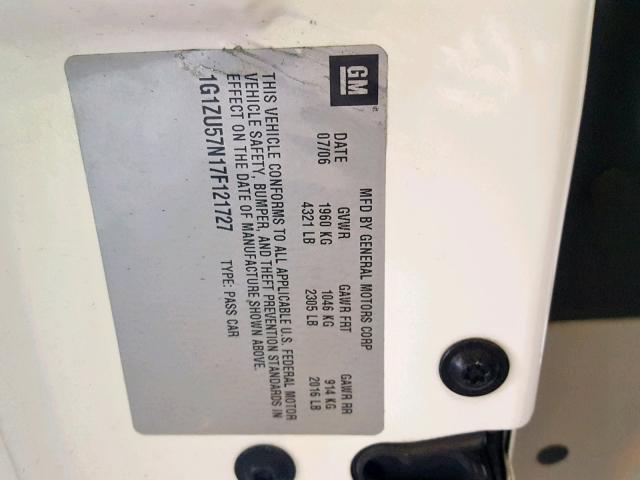 GM
MFD BY GENERAL MOTORS CORP
DATE GVWR GAWR FRT GAWR RR
07/06 1960 KG 1046 KG 914 KG
4321 LB 2305 LB 2016 LB
THIS VEHICLE CONFORMS TO ALL APPLICABLE U.S. FEDERAL MOTOR
VEHICLE SAFETY, BUMPER, AND THEFT PREVENTION STANDARDS IN
EFFECT ON THE DATE OF MANUFACTURE SHOWN ABOVE.
1G1ZU57N17F121727 TYPE: PASS CAR